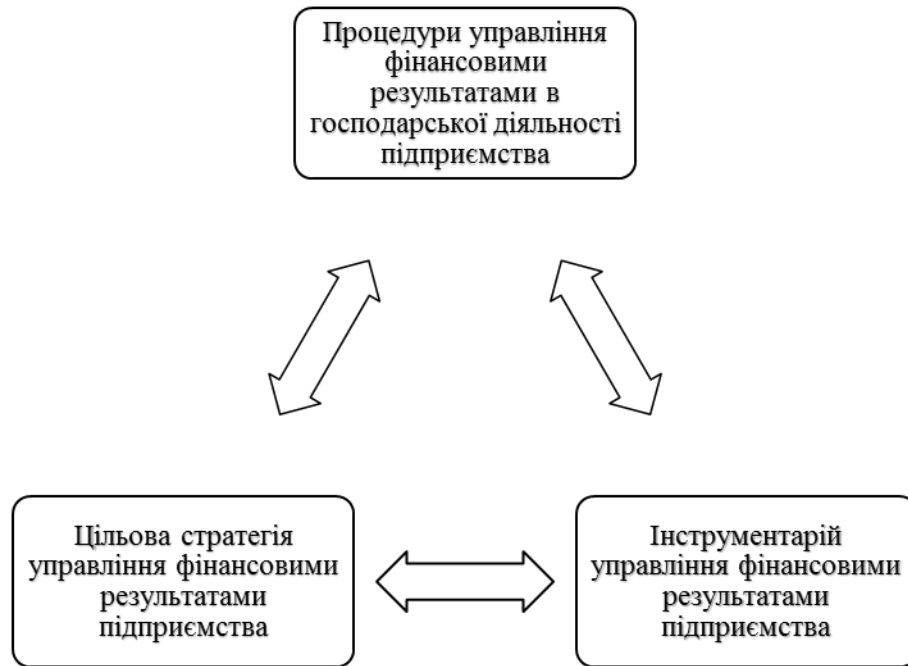 Процедури управління
фінансовими
результатами в
господарської діяльності
підприємства
Цільова стратегія
управління фінансовими
результатами
підприємства
Інструментарій
управління фінансовими
результатами
підприємства